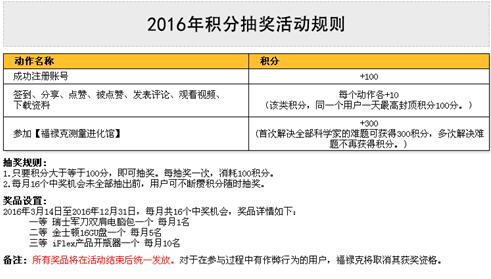 2016年积分抽奖活动规则
动作名称 积分
成功注册账号 +100
签到、分享、点赞、被点赞、发表评论、观看视频、下载资料 每个动作各+10
（该类积分，同一个用户一天最高封顶积分100分。）
参加【福禄克测量进化馆】 +300
（首次解决全部科学家的难题可获得300积分，多次解决难题不再获得积分。）
抽奖规则：
1.只要积分大于等于100分，即可抽奖。每抽奖一次，消耗100积分。
2.每月16个中奖机会未全部抽出前，用户可不断攒积分随时抽奖。
奖品设置：
2016年3月14日至2016年12月31日，每月共16个中奖机会，奖品详情如下：
一等 瑞士军刀双肩电脑包一个 每月1名
二等 金士顿16GU盘一个 每月5名
三等 iFlex产品开瓶器一个 每月10名
备注：所有奖品将在活动结束后统一发放。对于在参与过程中有作弊行为的用户，福禄克将取消其获奖资格。